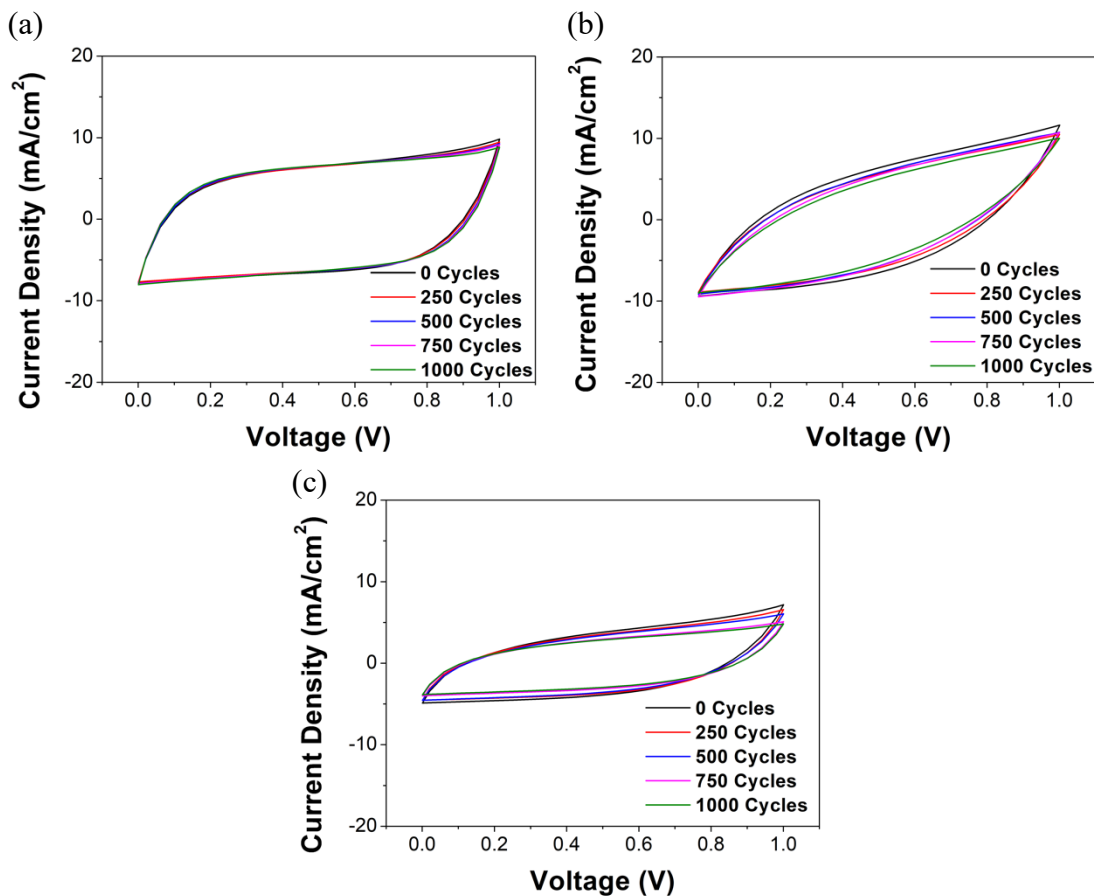 (a)
20
10
0
-10
-20
Current Density (mA/cm²)
0 Cycles
250 Cycles
500 Cycles
750 Cycles
1000 Cycles
0.0 0.2 0.4 0.6 0.8 1.0
Voltage (V)
(b)
20
10
0
-10
-20
Current Density (mA/cm²)
0 Cycles
250 Cycles
500 Cycles
750 Cycles
1000 Cycles
0.0 0.2 0.4 0.6 0.8 1.0
Voltage (V)
(c)
20
10
0
-10
-20
Current Density (mA/cm²)
0 Cycles
250 Cycles
500 Cycles
750 Cycles
1000 Cycles
0.0 0.2 0.4 0.6 0.8 1.0
Voltage (V)